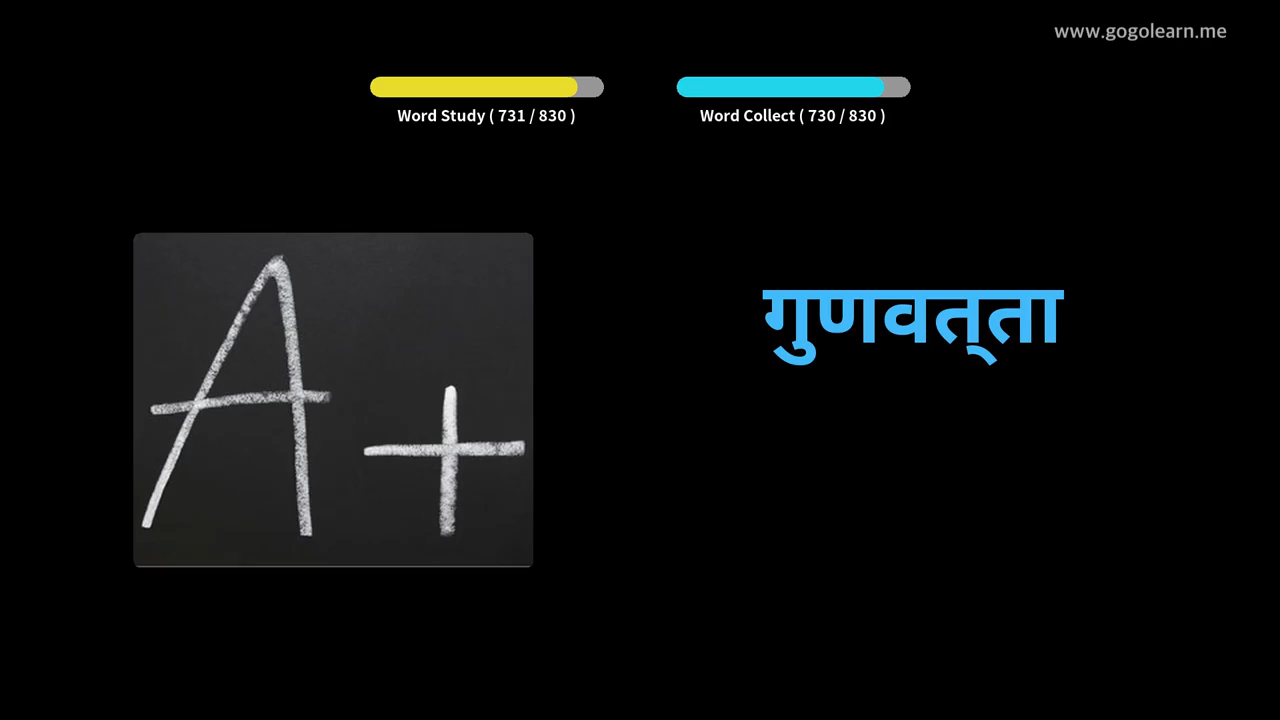 www.gogolearn.me
Word Study ( 731 / 830 )
Word Collect ( 730 / 830 )
A+
गुणवत्‌ता